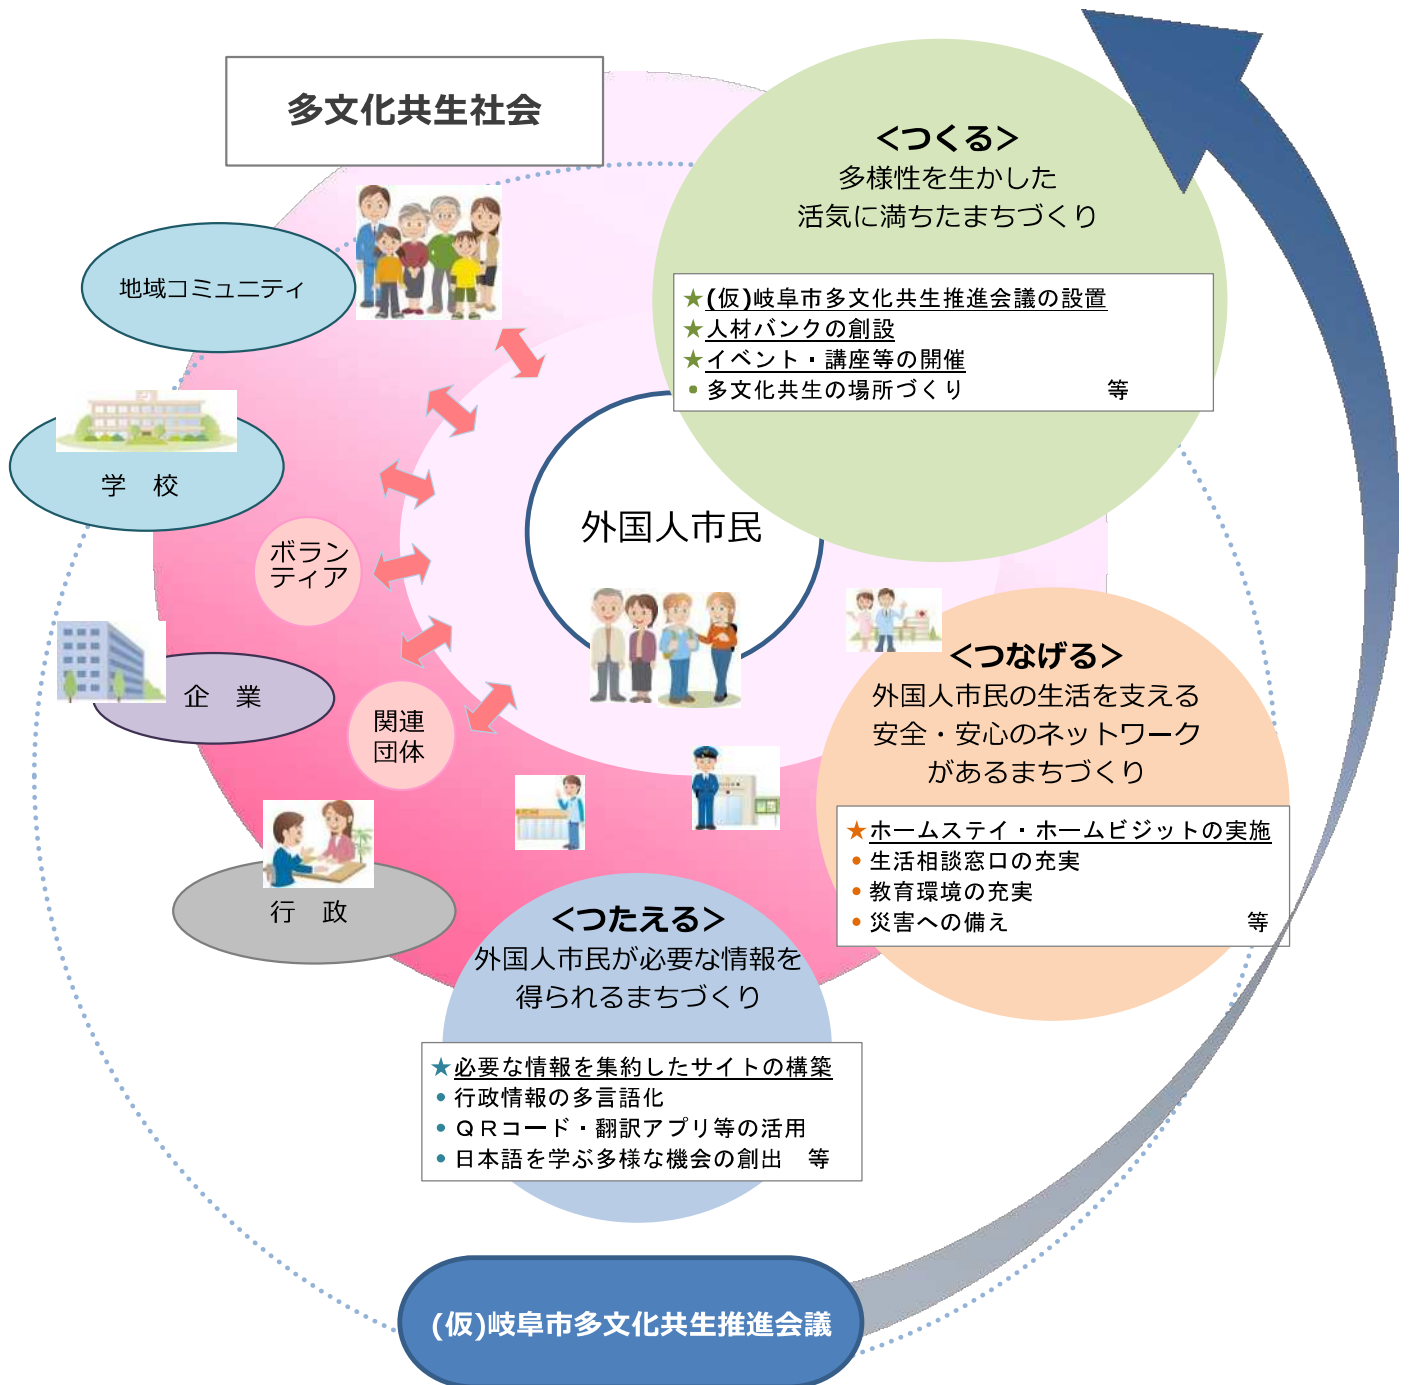 多文化共生社会
<つくる>
多様性を生かした
活気に満ちたまちづくり
★(仮)岐阜市多文化共生推進会議の設置
★人材バンクの創設
★イベント・講座等の開催
• 多文化共生の場所づくり　　　　　　等
地域コミュニティ
学　校
ボラン
ティア
企　業
関連
団体
行　政
外国人市民
<つなげる>
外国人市民の生活を支える
安全・安心のネットワーク
があるまちづくり
★ホームステイ・ホームビジットの実施
• 生活相談窓口の充実
• 教育環境の充実
• 災害への備え　　　　　　　　　　等
<つたえる>
外国人市民が必要な情報を
得られるまちづくり
★必要な情報を集約したサイトの構築
• 行政情報の多言語化
• ＱＲコード・翻訳アプリ等の活用
• 日本語を学ぶ多様な機会の創出　等
(仮)岐阜市多文化共生推進会議